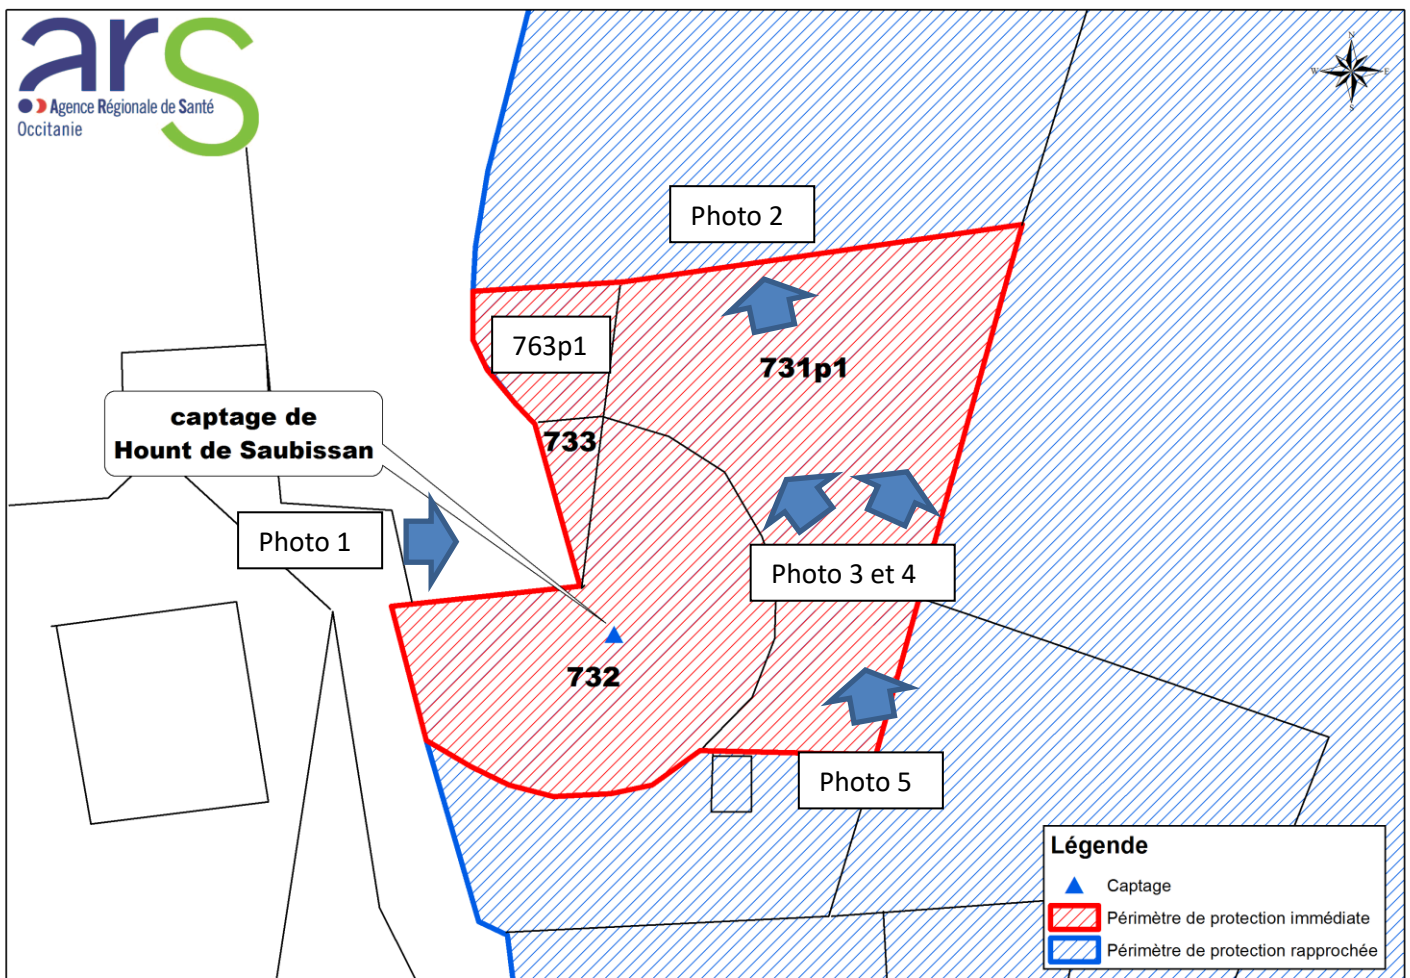 ars
Agence Régionale de Santé
Occitanie
N
W
E
S
Photo 2
763p1
731p1
captage de
Hount de Saubissan
733
Photo 1
Photo 3 et 4
732
Photo 5
Légende
Captage
Périmètre de protection immédiate
Périmètre de protection rapprochée